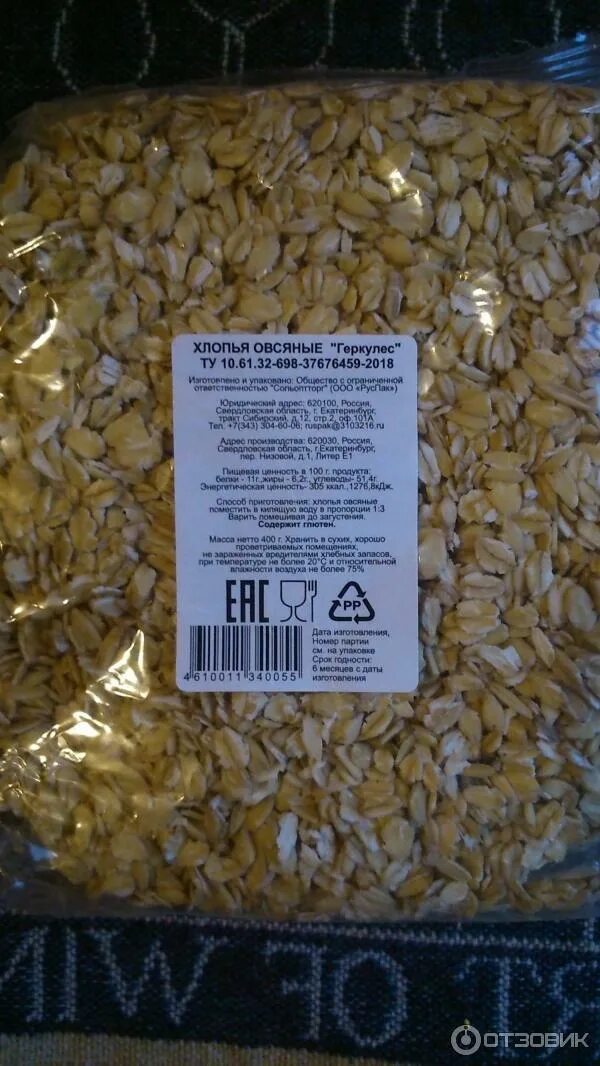 ХЛОПЬЯ ОВСЯНЫЕ "Геркулес"
ТУ 10.61.32-698-37676459-2018
Изготовлено и упаковано: Общество с ограниченной
ответственностью "Сольоптторг" (ООО «РусПак»)
Юридический адрес: 620100, Россия,
Свердловская область, г. Екатеринбург,
тракт Сибирский, д.12, стр.2, оф.101А
Тел. +7(343) 304-60-06; ruspak@3103216.ru
Адрес производства: 620030, Россия,
Свердловская область, г.Екатеринбург,
пер. Низовой, д.1, Литер Е1
Пищевая ценность в 100 г. продукта:
белки - 11г.,жиры - 6,2г., углеводы- 51,4г.
Энергетическая ценность- 305 ккал.,1276,8кДж.
Способ приготовления: хлопья овсяные
поместить в кипящую воду в пропорции 1:3
Варить помешивая до загустения.
Содержит глютен.
Масса нетто 400 г. Хранить в сухих, хорошо
проветриваемых помещениях,
не зараженных вредителями хлебных запасов,
при температуре не более 20°С и относительной
влажности воздуха не более 75%
EAC
PP
Дата изготовления,
Номер партии
см. на упаковке
Срок годности:
6 месяцев с даты
изготовления
4610011340055
RT OF WIN
ОТЗОВИК